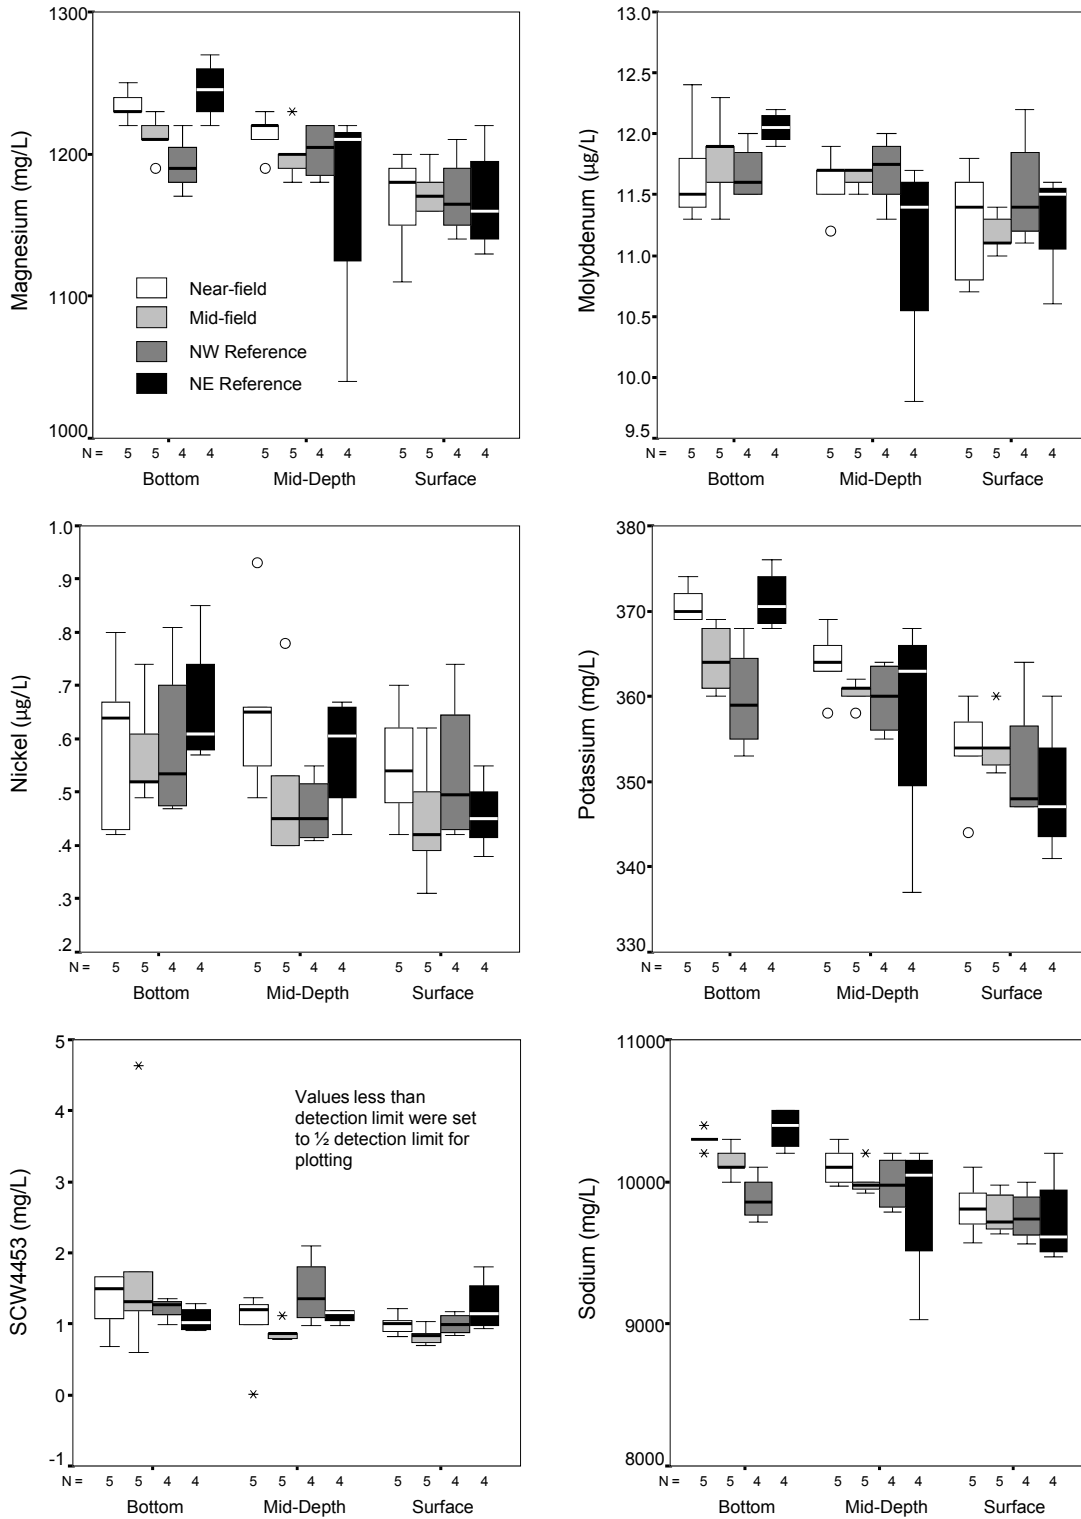 1300
1200
1100
1000
Magnesium (mg/L)
Near-field
Mid-field
NW Reference
NE Reference
N = 5 5 4 4 5 5 4 4 5 5 4 4
Bottom Mid-Depth Surface
13.0
12.5
12.0
11.5
11.0
10.5
10.0
9.5
Molybdenum (µg/L)
N = 5 5 4 4 5 5 4 4 5 5 4 4
Bottom Mid-Depth Surface
1.0
.9
.8
.7
.6
.5
.4
.3
.2
Nickel (µg/L)
N = 5 5 4 4 5 5 4 4 5 5 4 4
Bottom Mid-Depth Surface
380
370
360
350
340
330
Potassium (mg/L)
N = 5 5 4 4 5 5 4 4 5 5 4 4
Bottom Mid-Depth Surface
5
4
3
2
1
0
-1
SCW4453 (mg/L)
Values less than
detection limit were set
to ½ detection limit for
plotting
N = 5 5 4 4 5 5 4 4 5 5 4 4
Bottom Mid-Depth Surface
11000
10000
9000
8000
Sodium (mg/L)
N = 5 5 4 4 5 5 4 4 5 5 4 4
Bottom Mid-Depth Surface